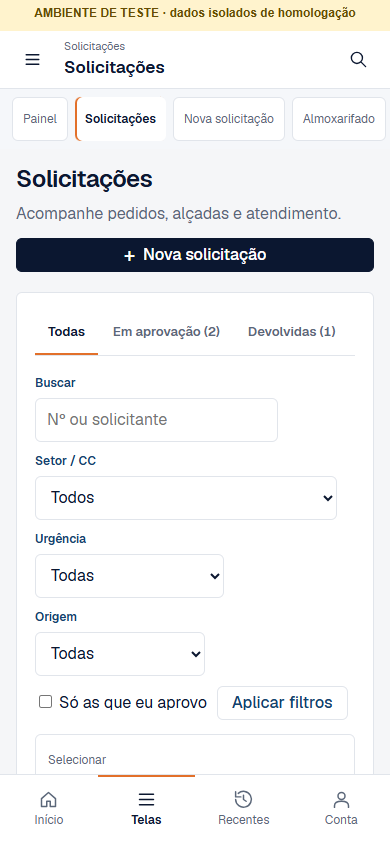 AMBIENTE DE TESTE · dados isolados de homologação
Solicitações
Solicitações
Painel
Solicitações
Nova solicitação
Almoxarifado
Solicitações
Acompanhe pedidos, alçadas e atendimento.
+ Nova solicitação
Todas
Em aprovação (2)
Devolvidas (1)
Buscar
Nº ou solicitante
Setor / CC
Todos
Urgência
Todas
Origem
Todas
Só as que eu aprovo
Aplicar filtros
Selecionar
Início
Telas
Recentes
Conta